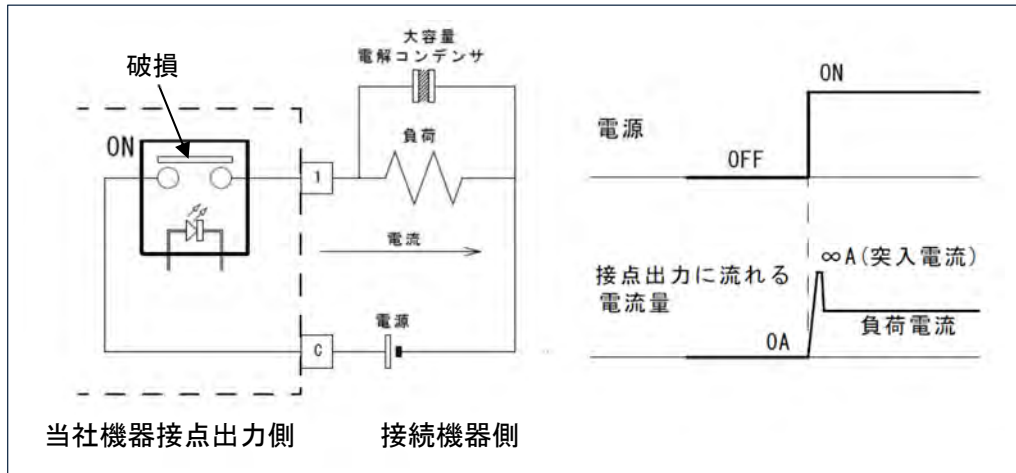 大容量
電解コンデンサ
破損
ON
負荷
1
電流
電源
C
当社機器接点出力側
接続機器側
ON
電源
OFF
∞A(突入電流)
接点出力に流れる
電流量
負荷電流
0A